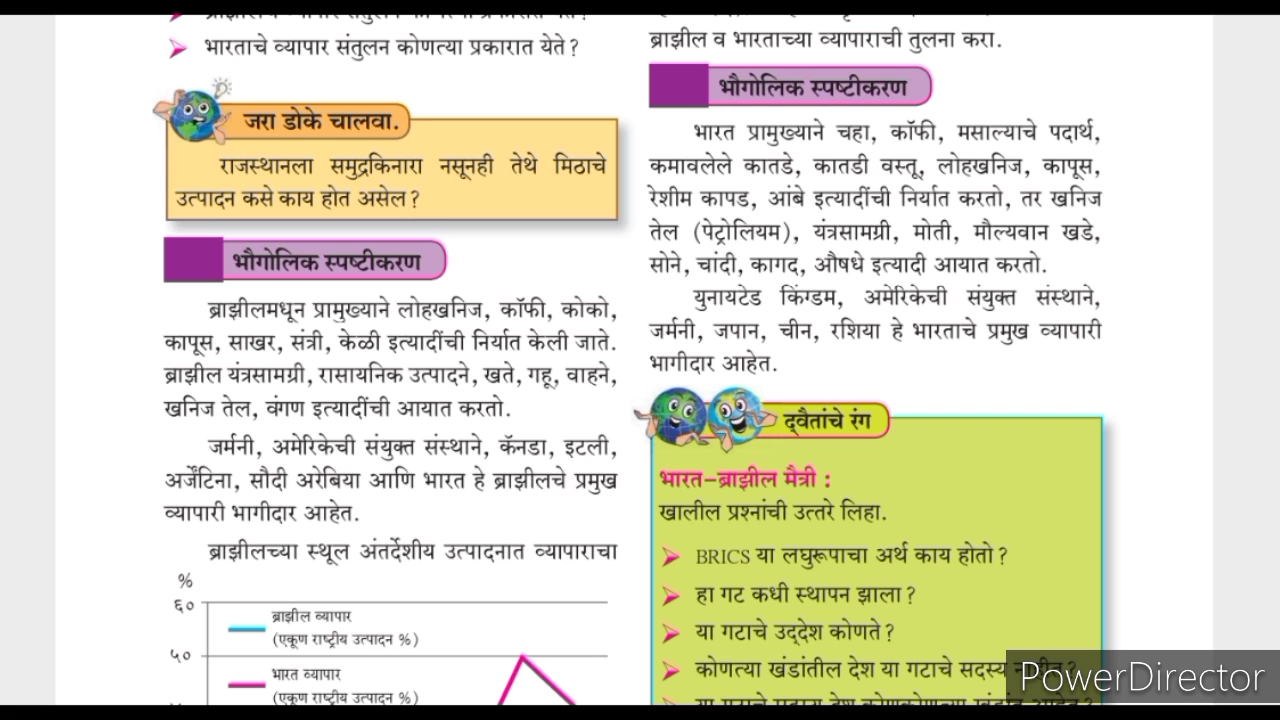 भारताचे व्यापार संतुलन कोणत्या प्रकारात येते ?
जरा डोके चालवा.
राजस्थानला समुद्रकिनारा नसूनही तेथे मिठाचे
उत्पादन कसे काय होत असेल ?
भौगोलिक स्पष्टीकरण
ब्राझीलमधून प्रामुख्याने लोहखनिज, कॉफी, कोको,
कापूस, साखर, संत्री, केळी इत्यादींची निर्यात केली जाते.
ब्राझील यंत्रसामग्री, रासायनिक उत्पादने, खते, गहू, वाहने,
खनिज तेल, वंगण इत्यादींची आयात करतो.
जर्मनी, अमेरिकेची संयुक्त संस्थाने, कॅनडा, इटली,
अर्जेंटिना, सौदी अरेबिया आणि भारत हे ब्राझीलचे प्रमुख
व्यापारी भागीदार आहेत.
ब्राझीलच्या स्थूल अंतर्देशीय उत्पादनात व्यापाराचा
%
६०
ब्राझील व्यापार
(एकूण राष्ट्रीय उत्पादन %)
५०
भारत व्यापार
(एकूण राष्ट्रीय उत्पादन %)
ब्राझील व भारताच्या व्यापाराची तुलना करा.
भौगोलिक स्पष्टीकरण
भारत प्रामुख्याने चहा, कॉफी, मसाल्याचे पदार्थ,
कमावलेले कातडे, कातडी वस्तू, लोहखनिज, कापूस,
रेशीम कापड, आंबे इत्यादींची निर्यात करतो, तर खनिज
तेल (पेट्रोलियम), यंत्रसामग्री, मोती, मौल्यवान खडे,
सोने, चांदी, कागद, औषधे इत्यादी आयात करतो.
युनायटेड किंग्डम, अमेरिकेची संयुक्त संस्थाने,
जर्मनी, जपान, चीन, रशिया हे भारताचे प्रमुख व्यापारी
भागीदार आहेत.
द्वैतांचे रंग
भारत-ब्राझील मैत्री :
खालील प्रश्नांची उत्तरे लिहा.
BRICS या लघुरूपाचा अर्थ काय होतो ?
हा गट कधी स्थापन झाला ?
या गटाचे उद्देश कोणते ?
कोणत्या खंडांतील देश या गटाचे सदस्य
PowerDirector